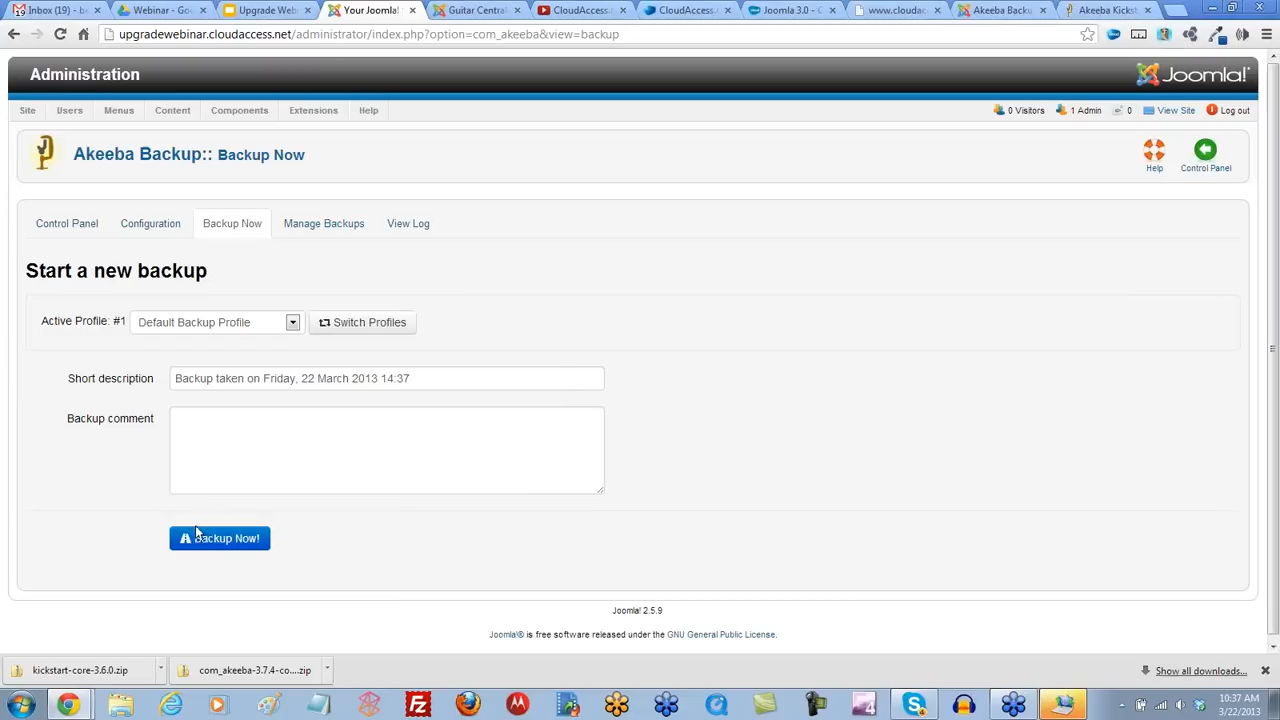 Inbox (19) - b
Webinar - Go
Upgrade Web
Your Joomla!
Guitar Central
CloudAccess.n
CloudAccess.
Joomla 3.0 - C
www.cloudac
Akeeba Backu
Akeeba Kickst
upgradewebinar.cloudaccess.net/administrator/index.php?option=com_akeeba&view=backup
Administration
Joomla!
Site Users Menus Content Components Extensions Help
0 Visitors 1 Admin 0 View Site Log out
Akeeba Backup:: Backup Now
Help Control Panel
Control Panel Configuration Backup Now Manage Backups View Log
Start a new backup
Active Profile: #1 Default Backup Profile Switch Profiles
Short description Backup taken on Friday, 22 March 2013 14:37
Backup comment
Backup Now!
Joomla! 2.5.9
Joomla!® is free software released under the GNU General Public License.
kickstart-core-3.6.0.zip com_akeeba-3.7.4-co....zip Show all downloads...
10:37 AM
3/22/2013